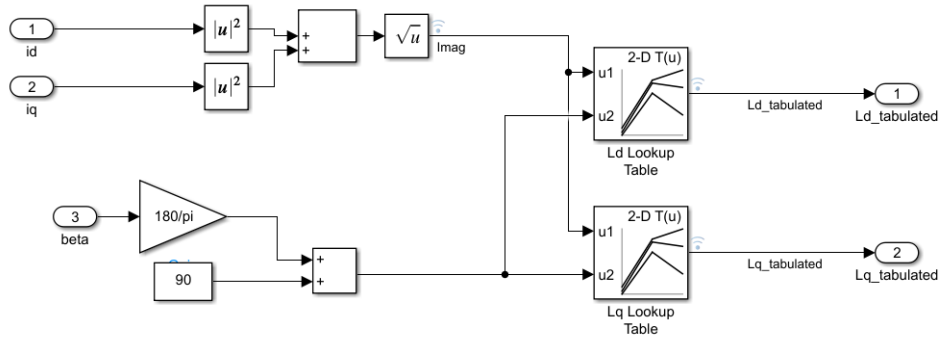 1
id
|u|²
+
+
√u
Imag
2
iq
|u|²
2-D T(u)
u1
u2
Ld Lookup
Table
Ld_tabulated
1
Ld_tabulated
3
beta
180/pi
90
+
+
2-D T(u)
u1
u2
Lq Lookup
Table
Lq_tabulated
2
Lq_tabulated